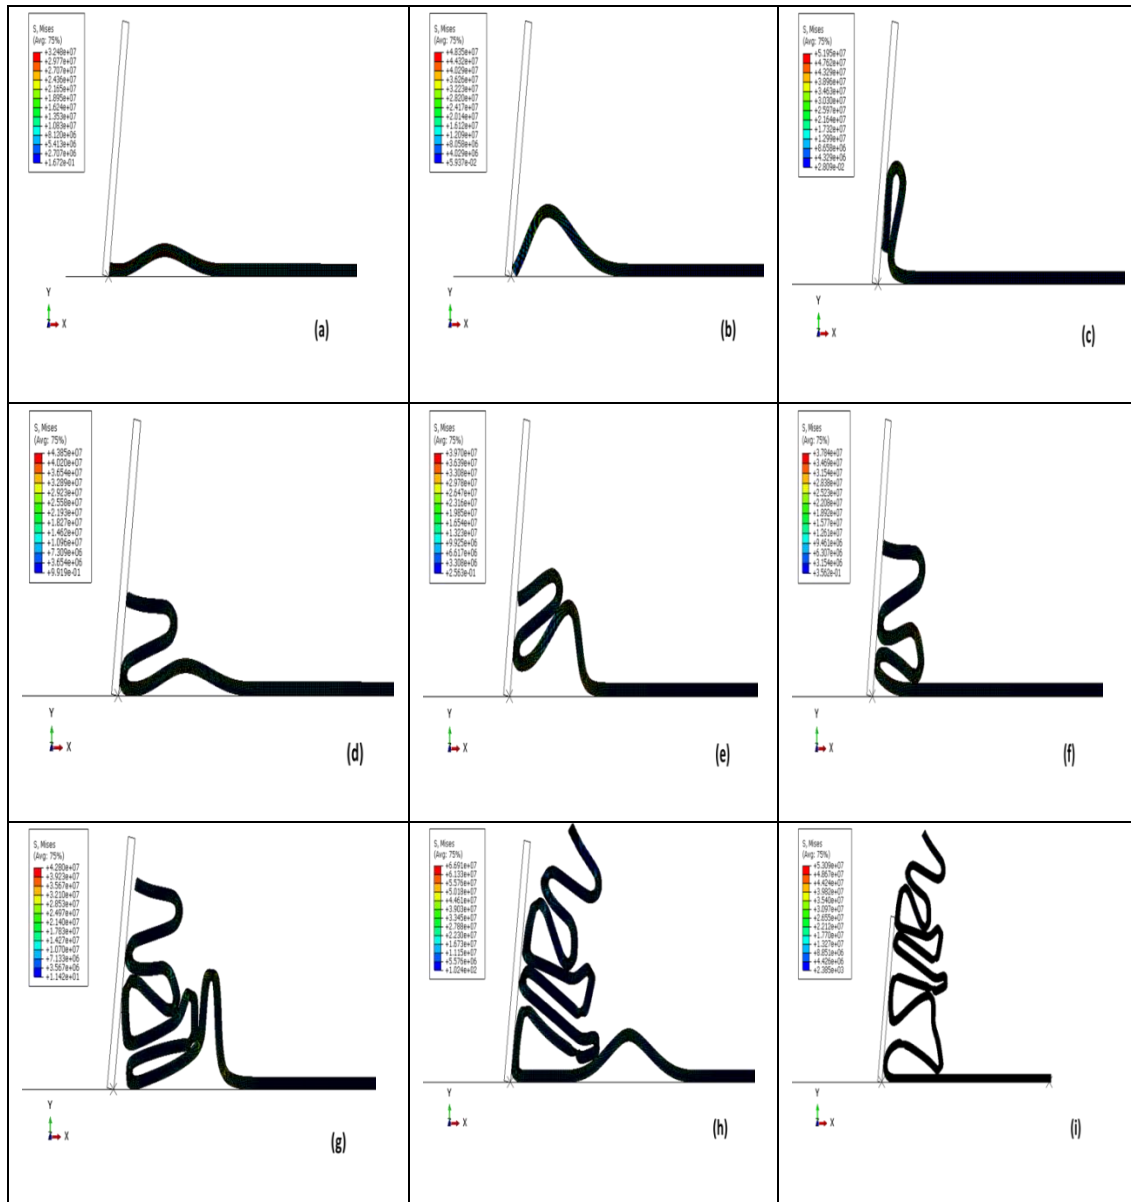 S, Mises
(Avg: 75%)
+3.248e+07
+2.977e+07
+2.707e+07
+2.436e+07
+2.165e+07
+1.895e+07
+1.624e+07
+1.353e+07
+1.083e+07
+8.120e+06
+5.413e+06
+2.707e+06
+1.672e-01
Y
Z
X
(a)
S, Mises
(Avg: 75%)
+4.835e+07
+4.432e+07
+4.029e+07
+3.626e+07
+3.223e+07
+2.820e+07
+2.417e+07
+2.014e+07
+1.612e+07
+1.209e+07
+8.058e+06
+4.029e+06
+5.937e-02
Y
Z
X
(b)
S, Mises
(Avg: 75%)
+5.195e+07
+4.762e+07
+4.329e+07
+3.896e+07
+3.463e+07
+3.030e+07
+2.597e+07
+2.164e+07
+1.732e+07
+1.299e+07
+8.658e+06
+4.329e+06
+2.809e-02
Y
Z
X
(c)
S, Mises
(Avg: 75%)
+4.385e+07
+4.020e+07
+3.654e+07
+3.289e+07
+2.923e+07
+2.558e+07
+2.193e+07
+1.827e+07
+1.462e+07
+1.096e+07
+7.309e+06
+3.654e+06
+9.919e-01
Y
Z
X
(d)
S, Mises
(Avg: 75%)
+3.970e+07
+3.639e+07
+3.308e+07
+2.978e+07
+2.647e+07
+2.316e+07
+1.985e+07
+1.654e+07
+1.323e+07
+9.925e+06
+6.617e+06
+3.308e+06
+2.563e-01
Y
Z
X
(e)
S, Mises
(Avg: 75%)
+3.784e+07
+3.469e+07
+3.154e+07
+2.838e+07
+2.523e+07
+2.208e+07
+1.892e+07
+1.577e+07
+1.261e+07
+9.461e+06
+6.307e+06
+3.154e+06
+3.562e-01
Y
Z
X
(f)
S, Mises
(Avg: 75%)
+4.280e+07
+3.923e+07
+3.567e+07
+3.210e+07
+2.853e+07
+2.497e+07
+2.140e+07
+1.783e+07
+1.427e+07
+1.070e+07
+7.133e+06
+3.567e+06
+1.142e+01
Y
Z
X
(g)
S, Mises
(Avg: 75%)
+6.691e+07
+6.133e+07
+5.576e+07
+5.018e+07
+4.461e+07
+3.903e+07
+3.345e+07
+2.788e+07
+2.230e+07
+1.673e+07
+1.115e+07
+5.576e+06
+1.024e+02
Y
Z
X
(h)
S, Mises
(Avg: 75%)
+5.309e+07
+4.867e+07
+4.424e+07
+3.982e+07
+3.540e+07
+3.097e+07
+2.655e+07
+2.212e+07
+1.770e+07
+1.327e+07
+8.851e+06
+4.426e+06
+2.385e+03
Y
Z
X
(i)